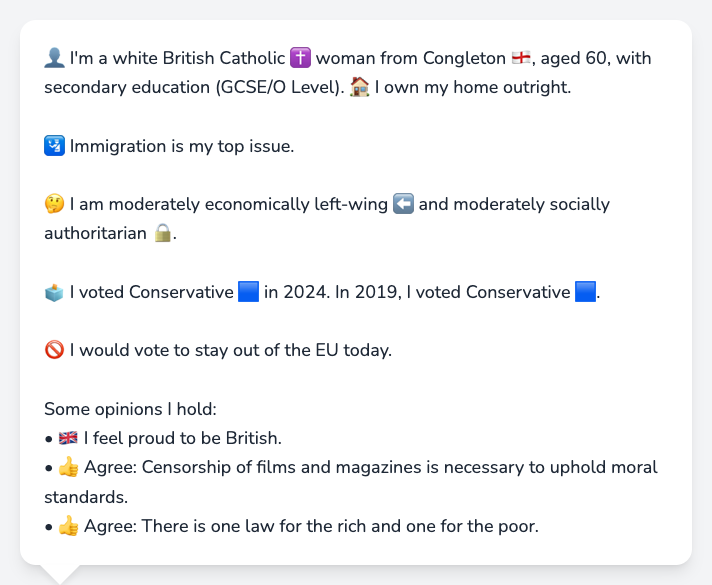 👤 I'm a white British Catholic ✝️ woman from Congleton 🏴󠁧󠁢󠁥󠁮󠁧󠁿, aged 60, with
secondary education (GCSE/O Level). 🏠 I own my home outright.
🛂 Immigration is my top issue.
🤔 I am moderately economically left-wing ⬅️ and moderately socially
authoritarian 🔒.
🗳️ I voted Conservative 🟦 in 2024. In 2019, I voted Conservative 🟦.
🚫 I would vote to stay out of the EU today.
Some opinions I hold:
• 🇬🇧 I feel proud to be British.
• 👍 Agree: Censorship of films and magazines is necessary to uphold moral
standards.
• 👍 Agree: There is one law for the rich and one for the poor.